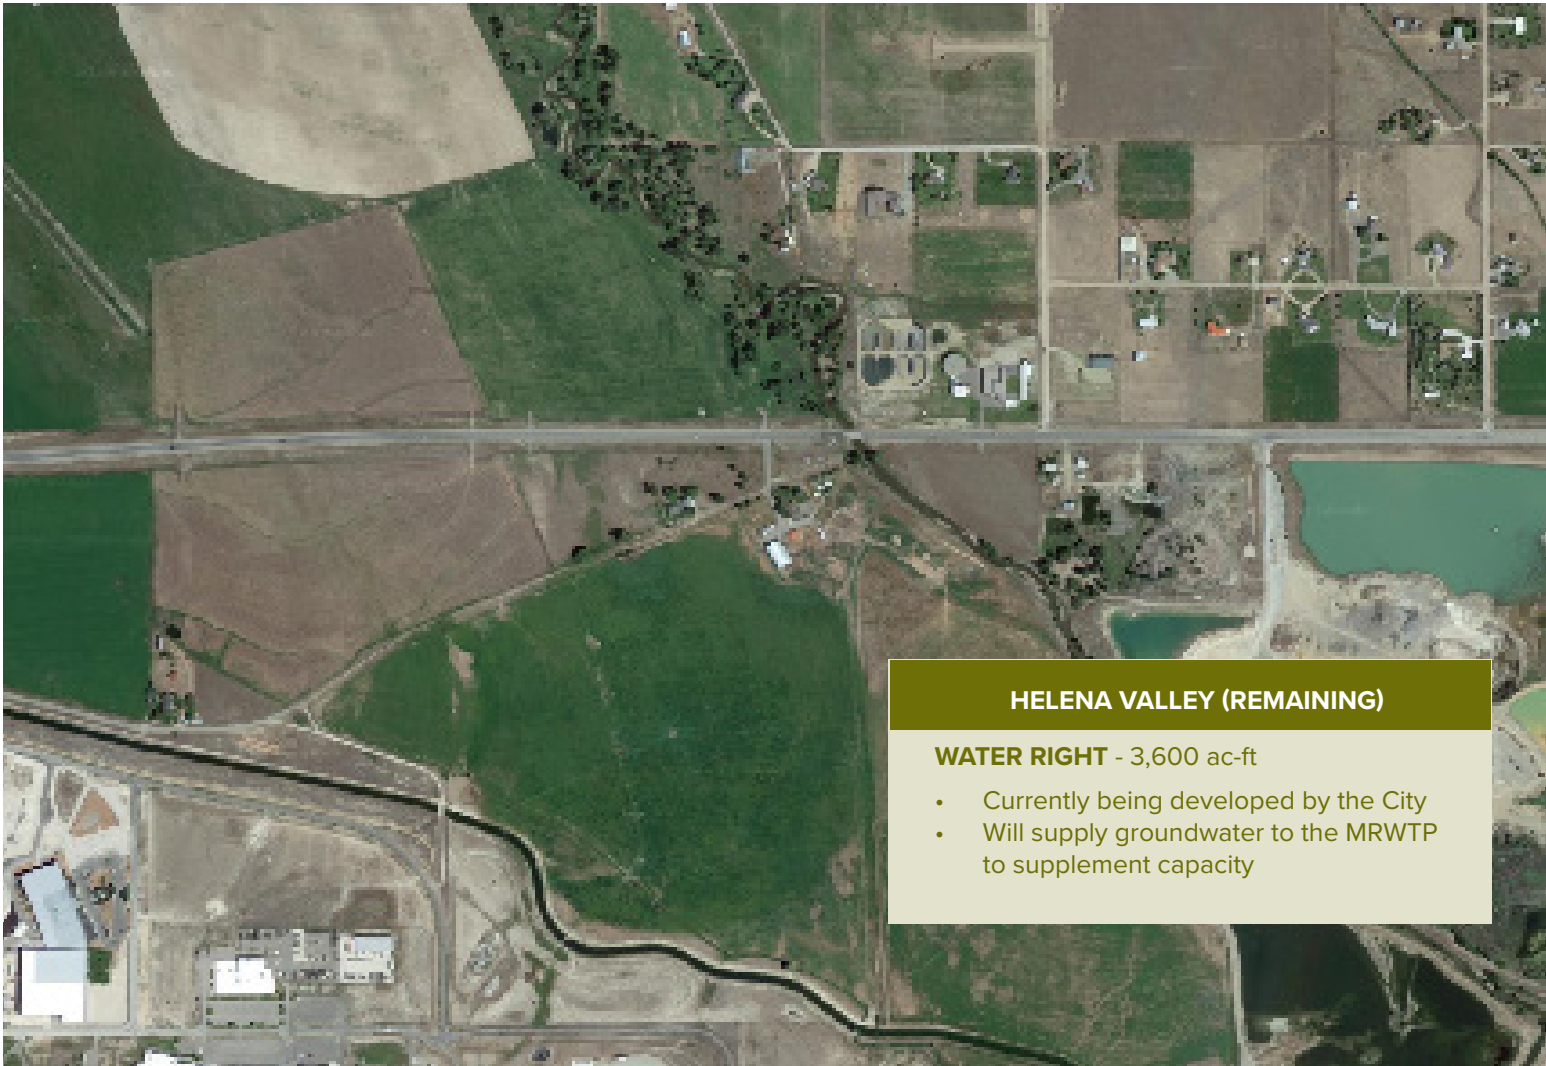 HELENA VALLEY (REMAINING)
WATER RIGHT - 3,600 ac-ft
• Currently being developed by the City
• Will supply groundwater to the MRWTP
to supplement capacity